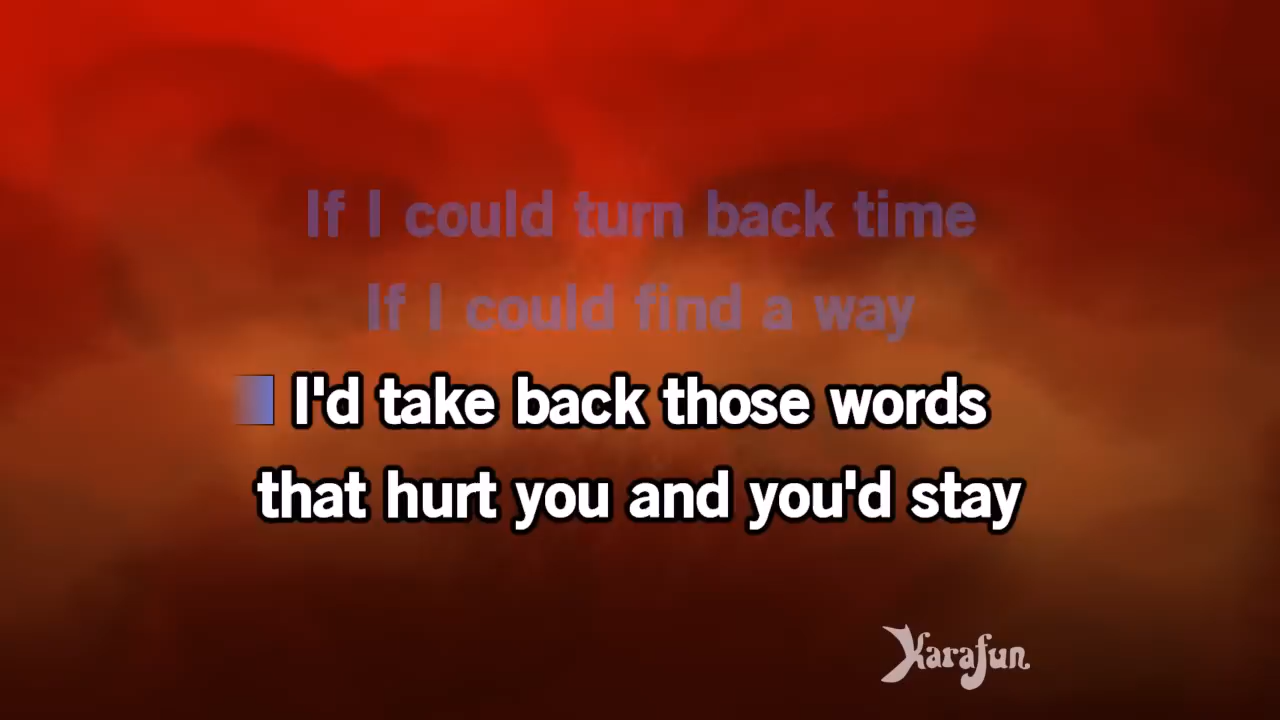 If I could turn back time
If I could find a way
I'd take back those words
that hurt you and you'd stay
Karafun